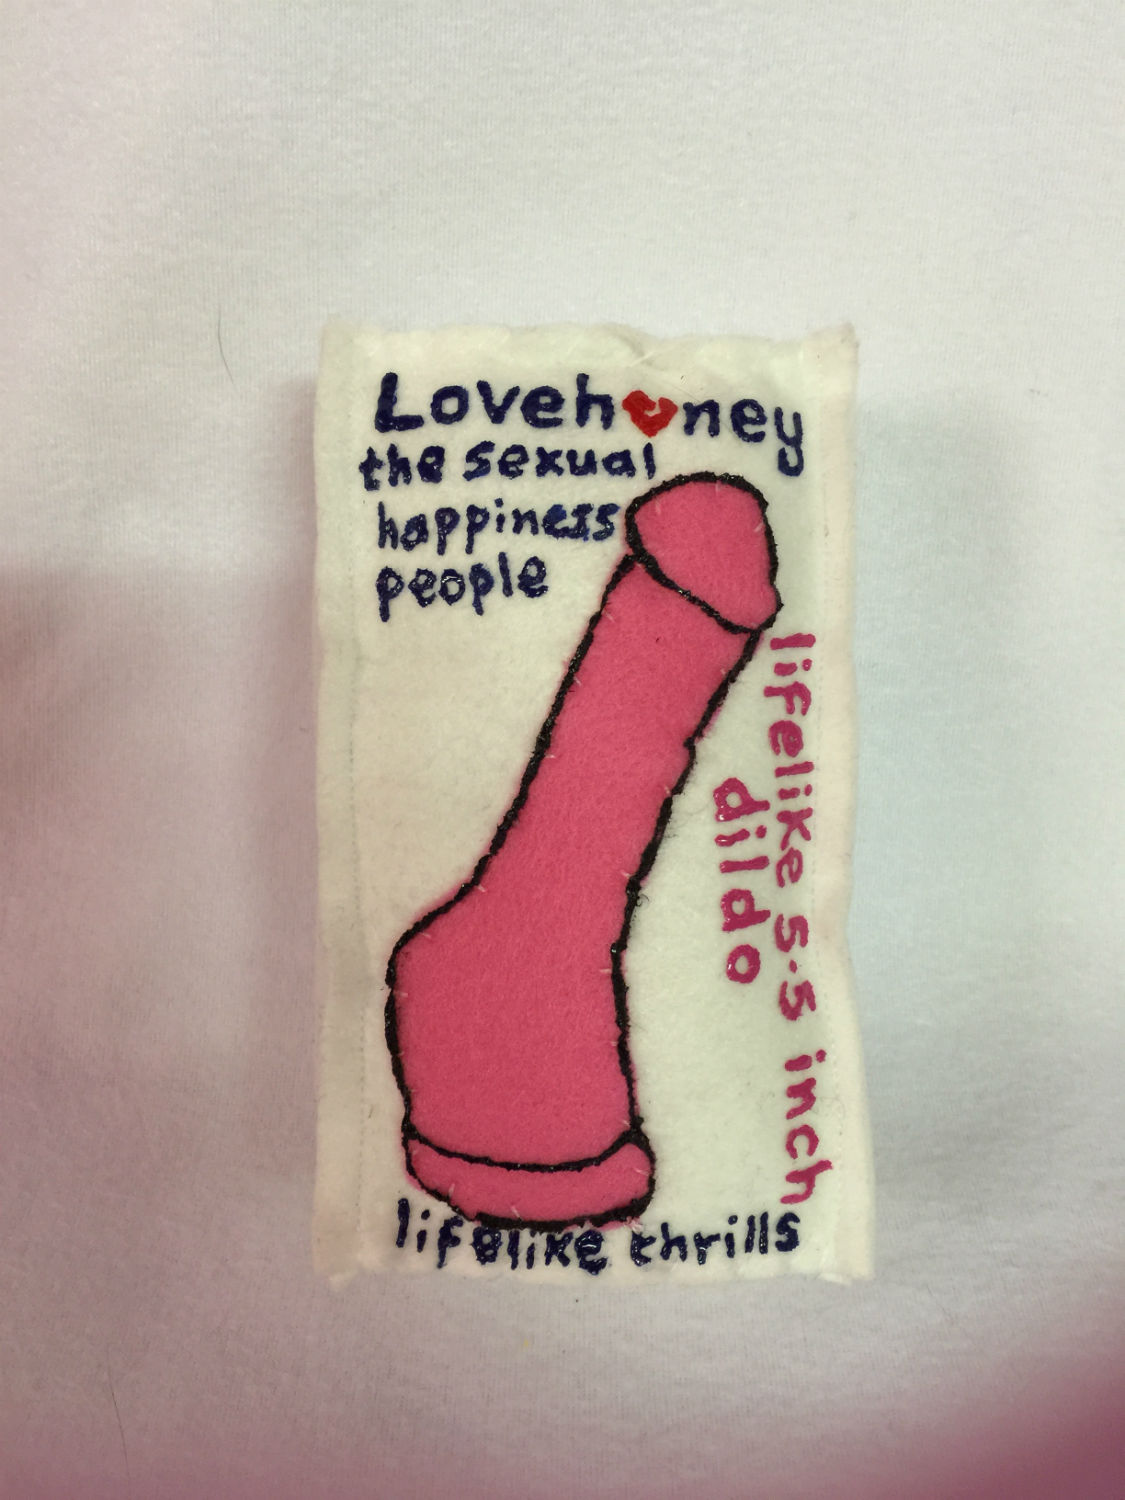 Lovehoney
the sexual
happiness
people
lifelike 5.5 inch
dildo
lifelike thrills